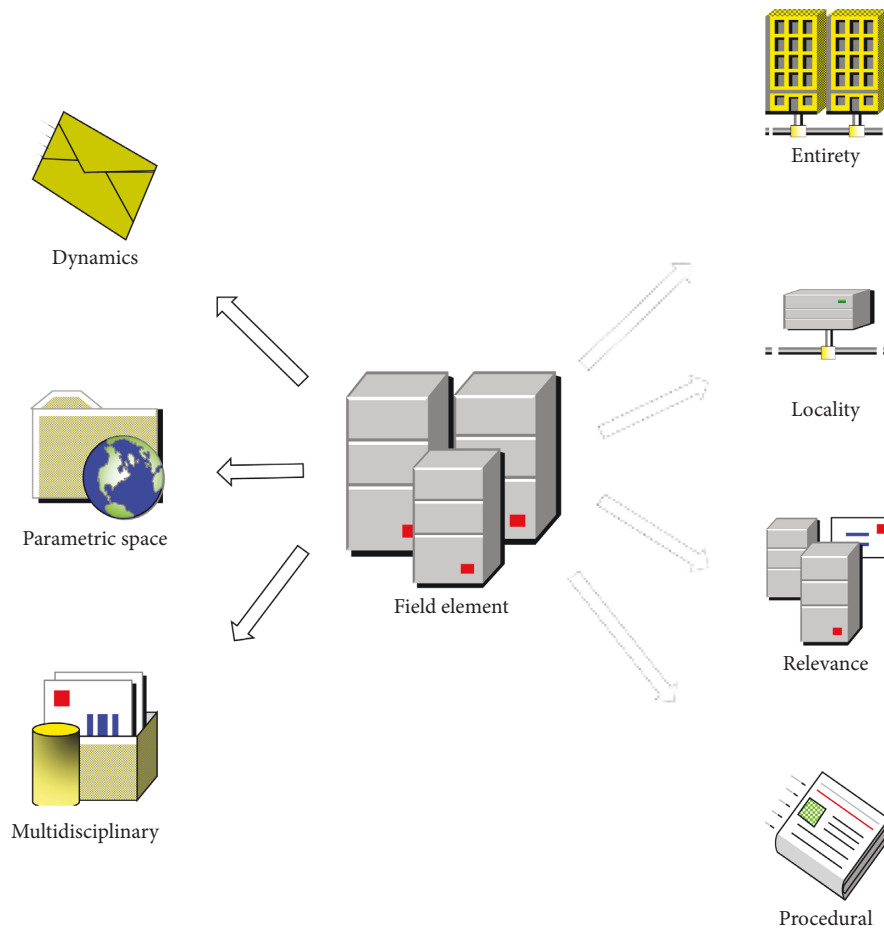 Entirety
Dynamics
Locality
Parametric space
Field element
Relevance
Multidisciplinary
Procedural